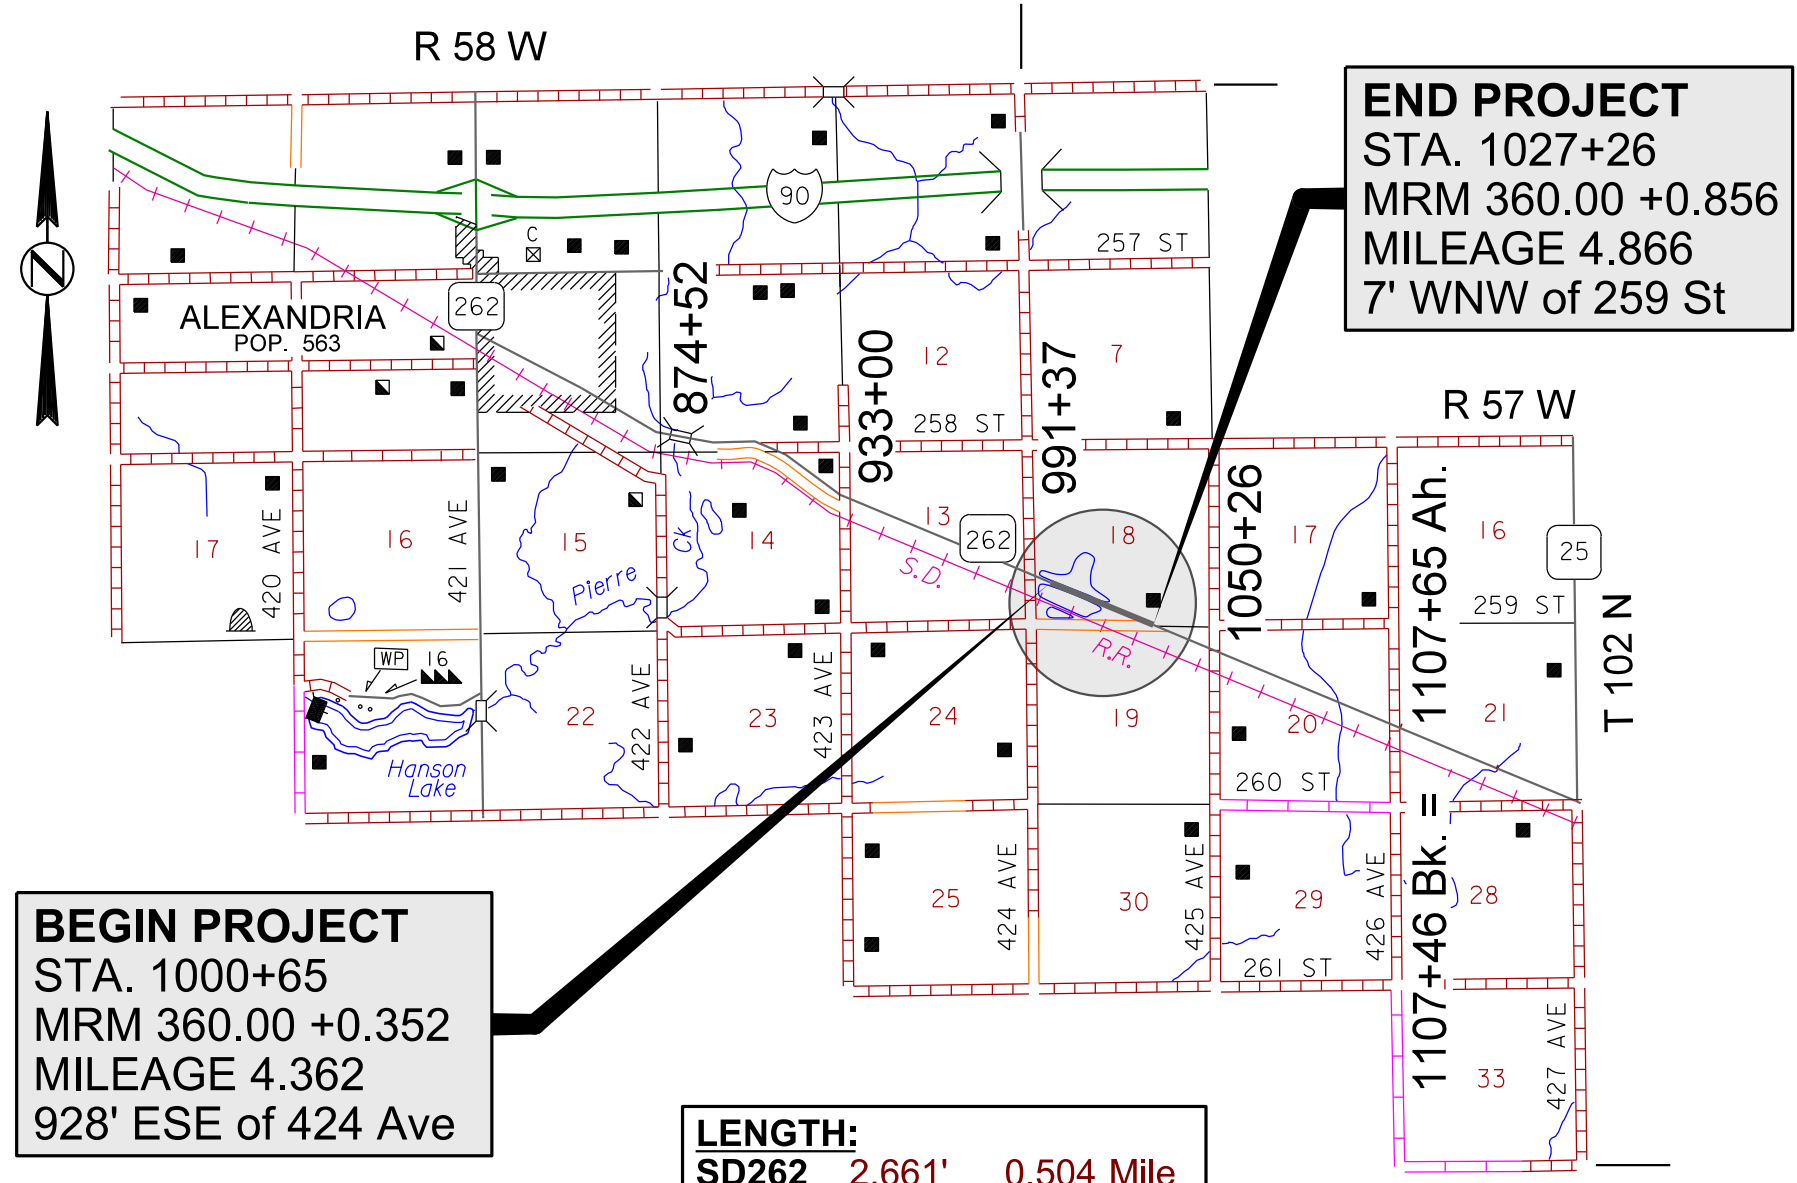 R 58 W
END PROJECT
STA. 1027+26
MRM 360.00 +0.856
MILEAGE 4.866
7' WNW of 259 St
90
C
257 ST
262
ALEXANDRIA
POP. 563
874+52
933+00
12
991+37
7
258 ST
R 57 W
17
420 AVE
16
421 AVE
15
Pierre
Ck
14
13
S.D.
262
18
R.R.
1050+26
17
1107+46 Bk. = 1107+65 Ah.
16
25
259 ST
T 102 N
WP
16
Hanson
Lake
22
422 AVE
23
423 AVE
24
19
20
21
260 ST
25
424 AVE
30
425 AVE
29
426 AVE
28
261 ST
33
427 AVE
BEGIN PROJECT
STA. 1000+65
MRM 360.00 +0.352
MILEAGE 4.362
928' ESE of 424 Ave
LENGTH:
SD262 2,661' 0.504 Mile
N